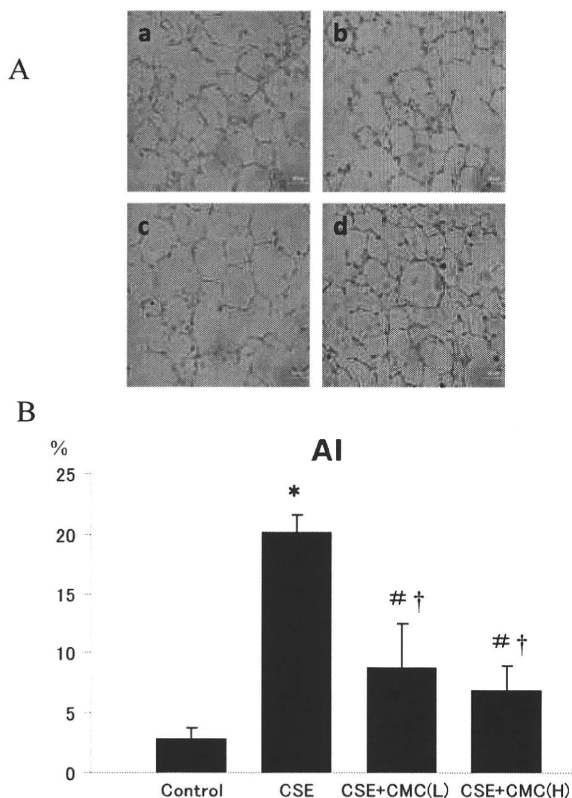 A
a
b
c
d
B
%
AI
25
20
15
10
5
0
*
# †
# †
Control
CSE
CSE+CMC(L)
CSE+CMC(H)